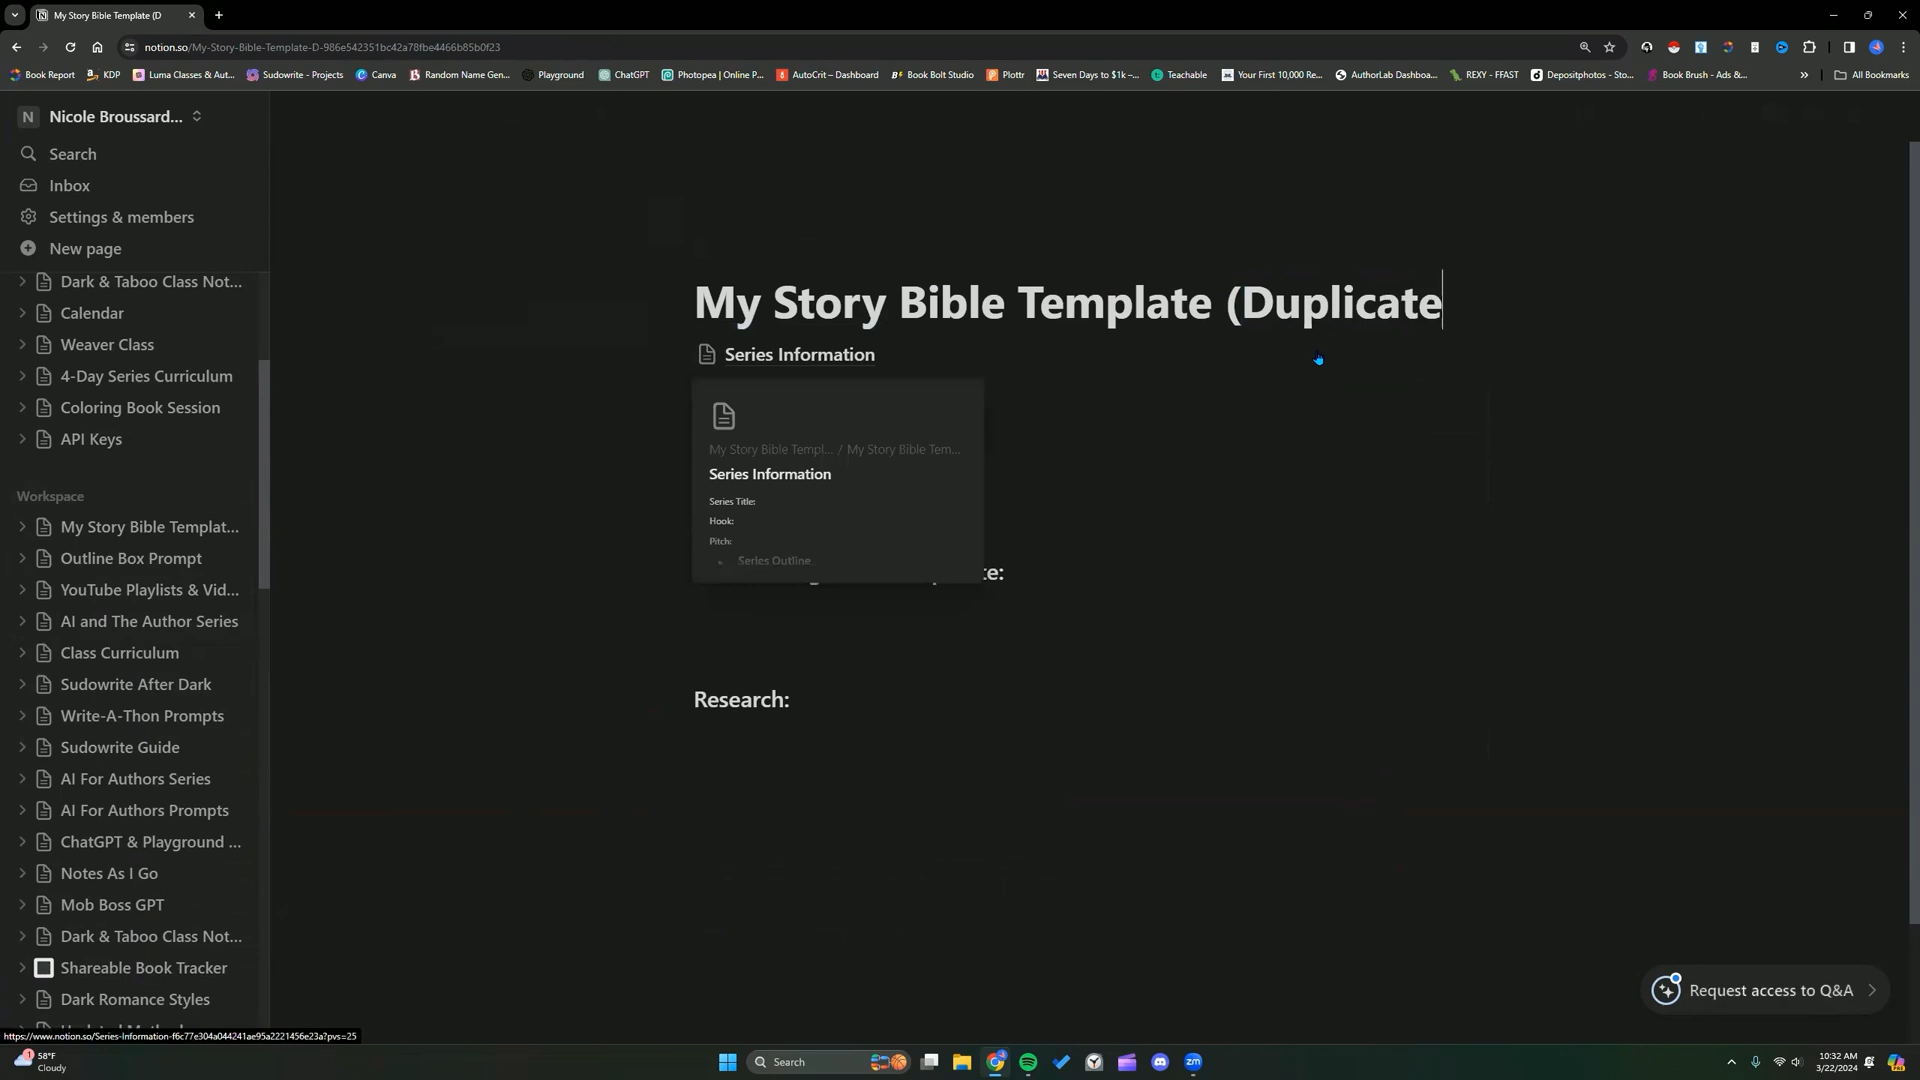 My Story Bible Template (D
notion.so/My-Story-Bible-Template-D-986e542351bc42a78fbe4466b85b0f23
Book Report
KDP
Luma Classes & Aut...
Sudowrite - Projects
Canva
Random Name Gen...
Playground
ChatGPT
Photopea | Online P...
AutoCrit – Dashboard
Book Bolt Studio
Plottr
Seven Days to $1k –...
Teachable
Your First 10,000 Re...
AuthorLab Dashboa...
REXY - FFAST
Depositphotos - Sto...
Book Brush - Ads &...
All Bookmarks
N Nicole Broussard...
Search
Inbox
Settings & members
New page
Dark & Taboo Class Not...
Calendar
Weaver Class
4-Day Series Curriculum
Coloring Book Session
API Keys
Workspace
My Story Bible Templat...
Outline Box Prompt
YouTube Playlists & Vid...
AI and The Author Series
Class Curriculum
Sudowrite After Dark
Write-A-Thon Prompts
Sudowrite Guide
AI For Authors Series
AI For Authors Prompts
ChatGPT & Playground ...
Notes As I Go
Mob Boss GPT
Dark & Taboo Class Not...
Shareable Book Tracker
Dark Romance Styles
My Story Bible Template (Duplicate
Series Information
My Story Bible Templ... / My Story Bible Tem...
Series Information
Series Title:
Hook:
Pitch:
Series Outline
te:
Research:
Request access to Q&A
https://www.notion.so/Series-Information-f6c77e304a044241ae95a2221456e23a?pvs=25
1
58°F
Cloudy
Search
zm
10:32 AM
3/22/2024